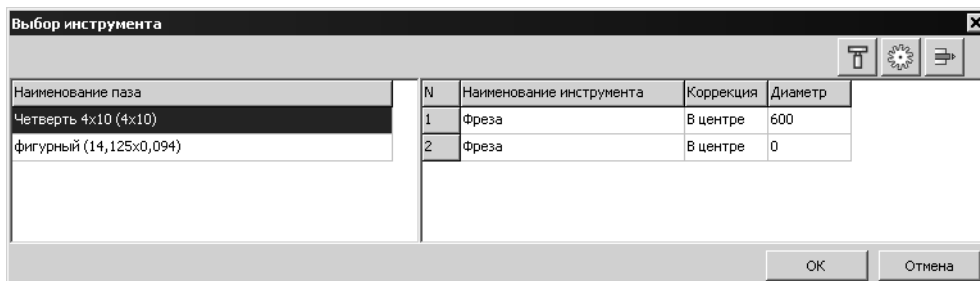 Выбор инструмента
Наименование паза
Четверть 4x10 (4x10)
фигурный (14,125x0,094)
N Наименование инструмента Коррекция Диаметр
1 Фреза В центре 600
2 Фреза В центре 0
ОК Отмена